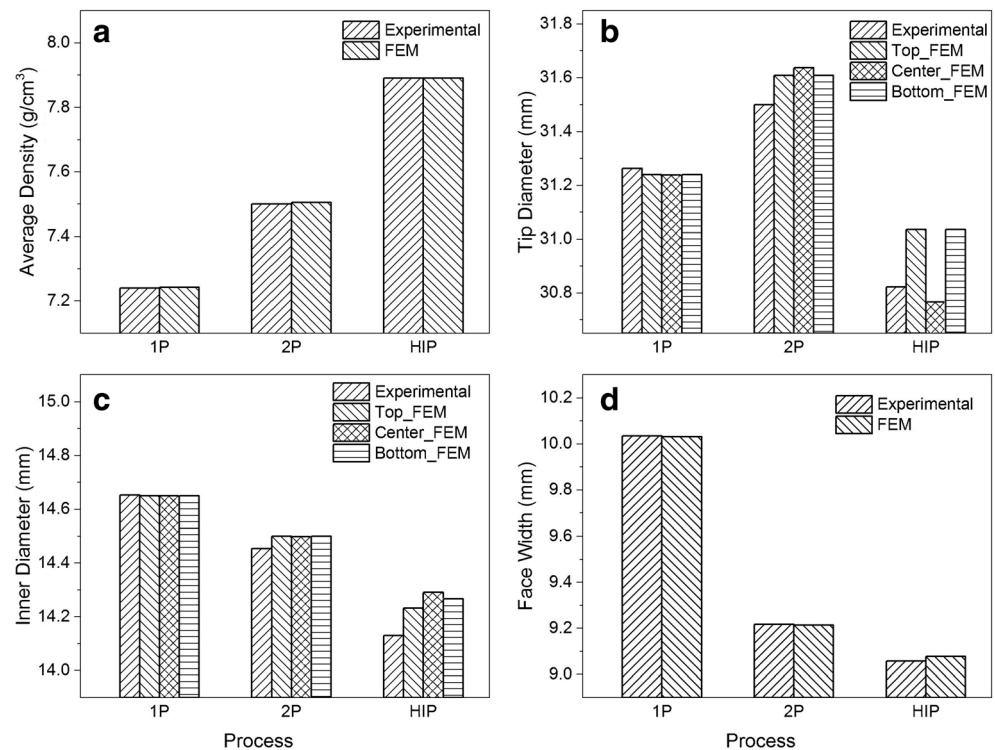 a
Experimental
FEM
8.0
7.8
7.6
7.4
7.2
Average Density (g/cm³)
1P 2P HIP
b
Experimental
Top_FEM
Center_FEM
Bottom_FEM
31.8
31.6
31.4
31.2
31.0
30.8
Tip Diameter (mm)
1P 2P HIP
c
Experimental
Top_FEM
Center_FEM
Bottom_FEM
15.0
14.8
14.6
14.4
14.2
14.0
Inner Diameter (mm)
1P 2P HIP
Process
d
Experimental
FEM
10.2
10.0
9.8
9.6
9.4
9.2
9.0
Face Width (mm)
1P 2P HIP
Process